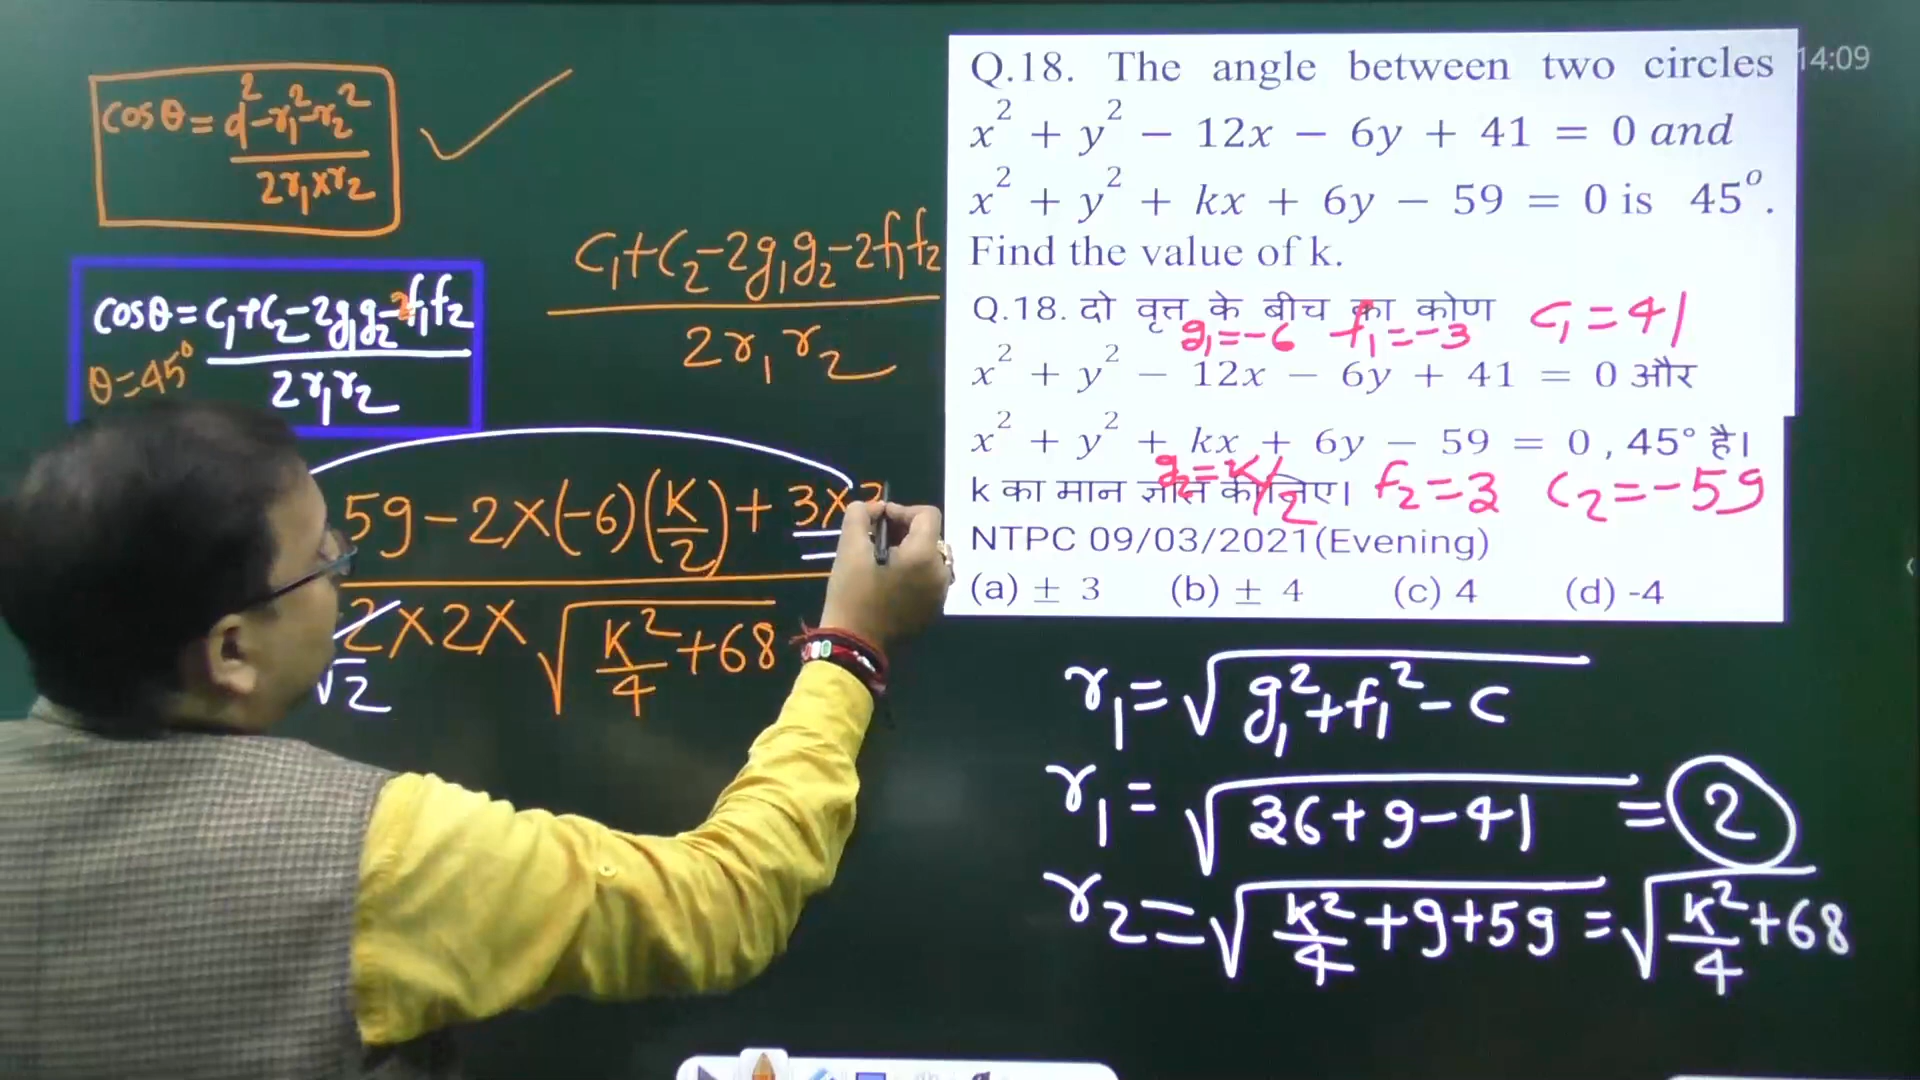 cosθ = d² - r₁² - r₂²
2r₁ × r₂
cosθ = c₁ + c₂ - 2g₁g₂ - 2f₁f₂
2r₁r₂
θ = 45°
c₁ + c₂ - 2g₁g₂ - 2f₁f₂
2r₁r₂
59 - 2 × (-6) (K/2) + 3×
2 × 2 × √(K²/4 + 68)
√2
14:09
Q.18. The angle between two circles
x² + y² − 12x − 6y + 41 = 0 and
x² + y² + kx + 6y − 59 = 0 is 45°.
Find the value of k.
Q.18. दो वृत्त के बीच का कोण
g₁ = -6 f₁ = -3 c₁ = 41
x² + y² − 12x − 6y + 41 = 0 और
x² + y² + kx + 6y − 59 = 0 , 45° है।
k का मान ज्ञात कीजिए।
g₂ = K/2 f₂ = 3 c₂ = -59
NTPC 09/03/2021(Evening)
(a) ± 3 (b) ± 4 (c) 4 (d) -4
r₁ = √(g₁² + f₁² - c)
r₁ = √(36 + 9 - 41) = 2
r₂ = √(K²/4 + 9 + 59) = √(K²/4 + 68)